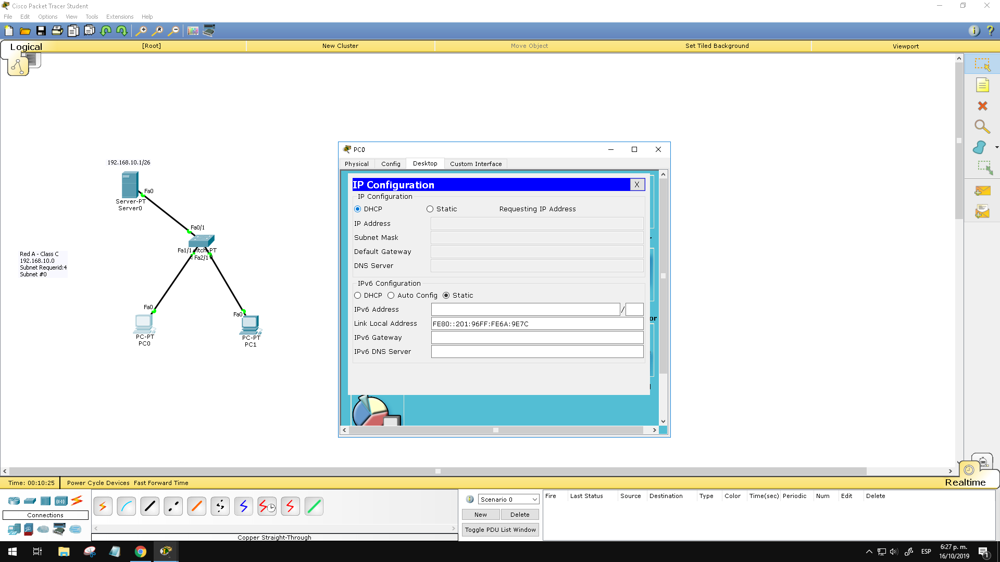 Cisco Packet Tracer Student
File Edit Options View Tools Extensions Help
Logical [Root] New Cluster Move Object Set Tiled Background Viewport
192.168.10.1/26
Fa0
Server-PT
Server0
Fa0/1
Fa1/1 witch-PT
Fa2/1
Red A - Class C
192.168.10.0
Subnet Requerid:4
Subnet #0
Fa0
PC-PT
PC0
Fa0
PC-PT
PC1
PC0
Physical Config Desktop Custom Interface
IP Configuration X
IP Configuration
DHCP Static Requesting IP Address
IP Address
Subnet Mask
Default Gateway
DNS Server
IPv6 Configuration
DHCP Auto Config Static
IPv6 Address /
Link Local Address FE80::201:96FF:FE6A:9E7C
IPv6 Gateway
IPv6 DNS Server
or
Time: 00:10:25 Power Cycle Devices Fast Forward Time
Realtime
Connections
Copper Straight-Through
Scenario 0
New Delete
Toggle PDU List Window
Fire Last Status Source Destination Type Color Time(sec) Periodic Num Edit Delete
ESP
6:27 p. m.
16/10/2019
1